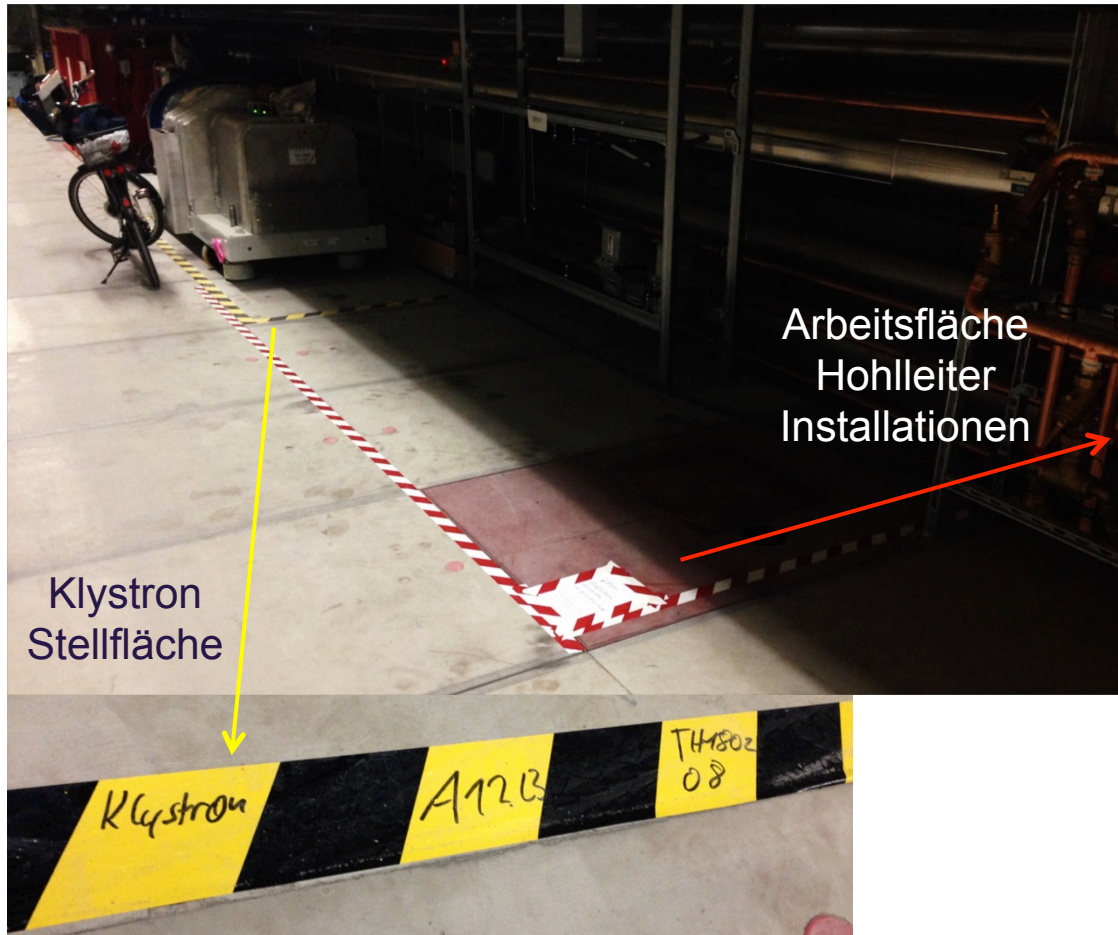 Arbeitsfläche
Hohlleiter
Installationen
Klystron
Stellfläche
Klystron
A12B
TH1802
08